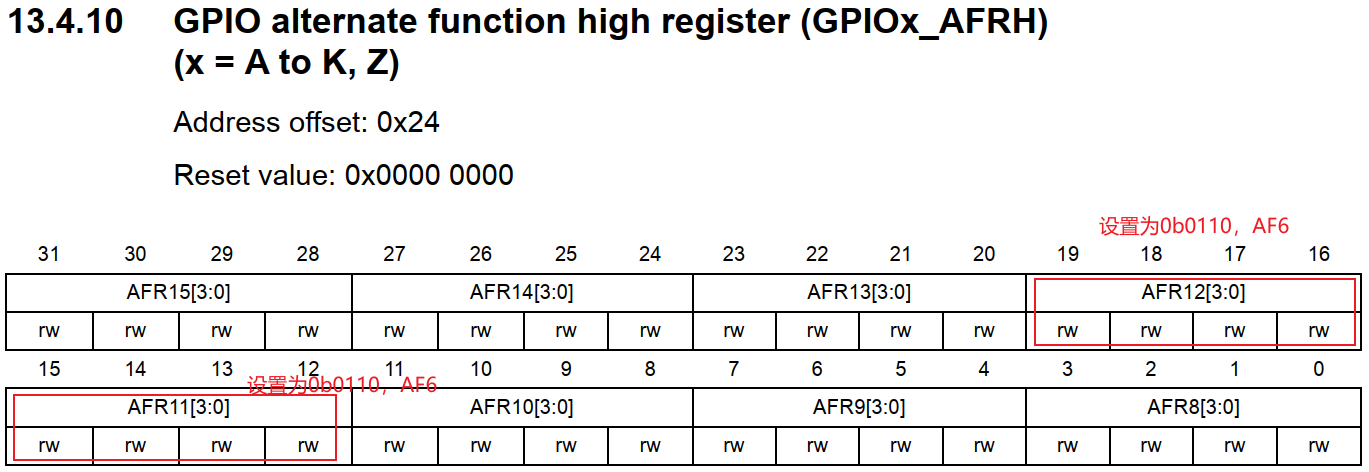 13.4.10 GPIO alternate function high register (GPIOx_AFRH)
(x = A to K, Z)
Address offset: 0x24
Reset value: 0x0000 0000
设置为0b0110，AF6
31 30 29 28 27 26 25 24 23 22 21 20 19 18 17 16
AFR15[3:0] AFR14[3:0] AFR13[3:0] AFR12[3:0]
rw rw rw rw rw rw rw rw rw rw rw rw rw rw rw rw
15 14 13 12 11 10 9 8 7 6 5 4 3 2 1 0
设置为0b0110，AF6
AFR11[3:0] AFR10[3:0] AFR9[3:0] AFR8[3:0]
rw rw rw rw rw rw rw rw rw rw rw rw rw rw rw rw